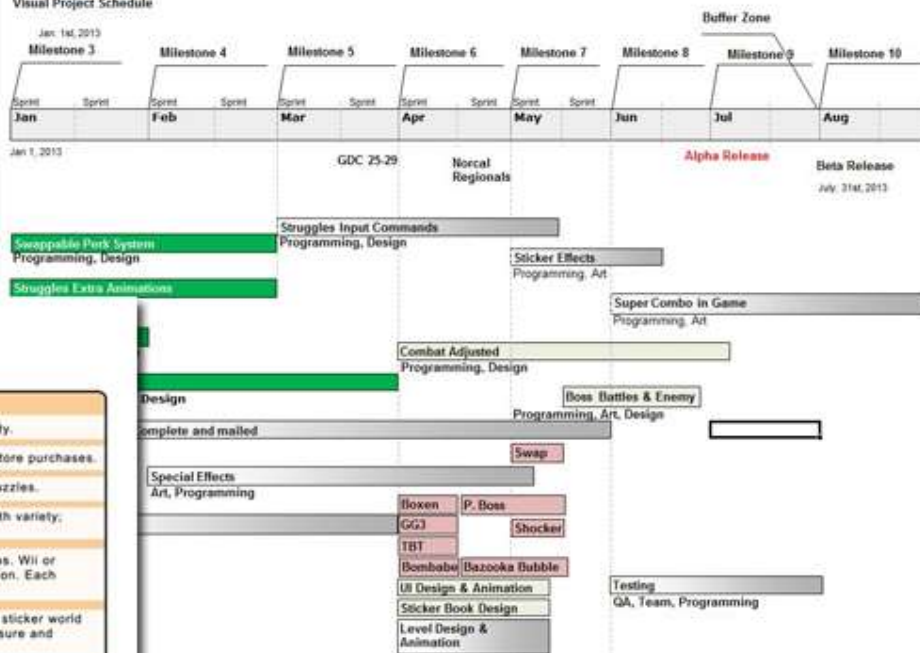 Visual Project Schedule
Buffer Zone
Jan. 1st, 2013
Milestone 3
Milestone 4
Milestone 5
Milestone 6
Milestone 7
Milestone 8
Milestone 9
Milestone 10
Sprint Sprint Sprint Sprint Sprint Sprint Sprint Sprint Sprint Sprint
Jan Feb Mar Apr May Jun Jul Aug
Jan 1, 2013
GDC 25-29
Norcal
Regionals
Alpha Release
Beta Release
July. 31st, 2013
Struggles Input Commands
Programming, Design
Swappable Perk System
Programming, Design
Sticker Effects
Programming, Art
Struggles Extra Animations
Super Combo in Game
Programming, Art
Combat Adjusted
Programming, Design
Design
Boss Battles & Enemy
Programming, Art, Design
omplete and mailed
Swap
Special Effects
Art, Programming
Boxen
P. Boss
GG3
Shocker
TBT
Bombabe
Bazooka Bubble
UI Design & Animation
Testing
QA, Team, Programming
Sticker Book Design
Level Design &
Animation
ly.
tore purchases.
uzzles.
th variety;
s. Wii or
on. Each
sticker world
sure and